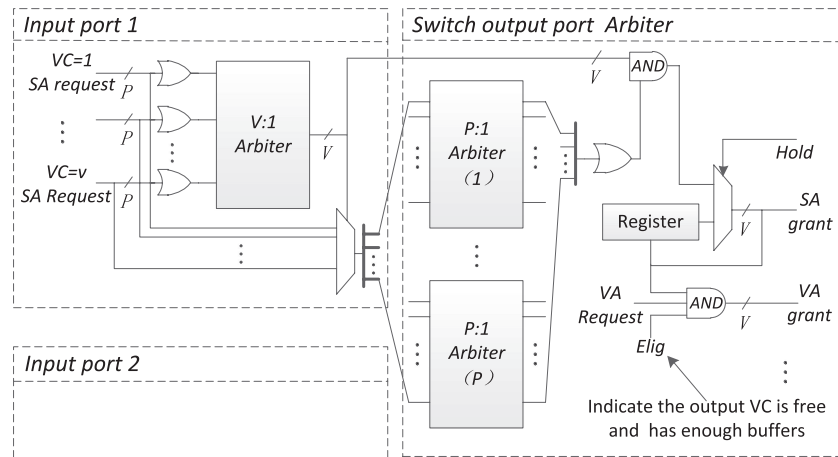 Input port 1
Switch output port Arbiter
VC=1
SA request
P
⋮
P
VC=v
SA Request
P
V:1
Arbiter
V
P:1
Arbiter
(1)
P:1
Arbiter
(P)
V
AND
Hold
Register
V
SA
grant
VA
Request
AND
V
VA
grant
Elig
Indicate the output VC is free
and has enough buffers
Input port 2